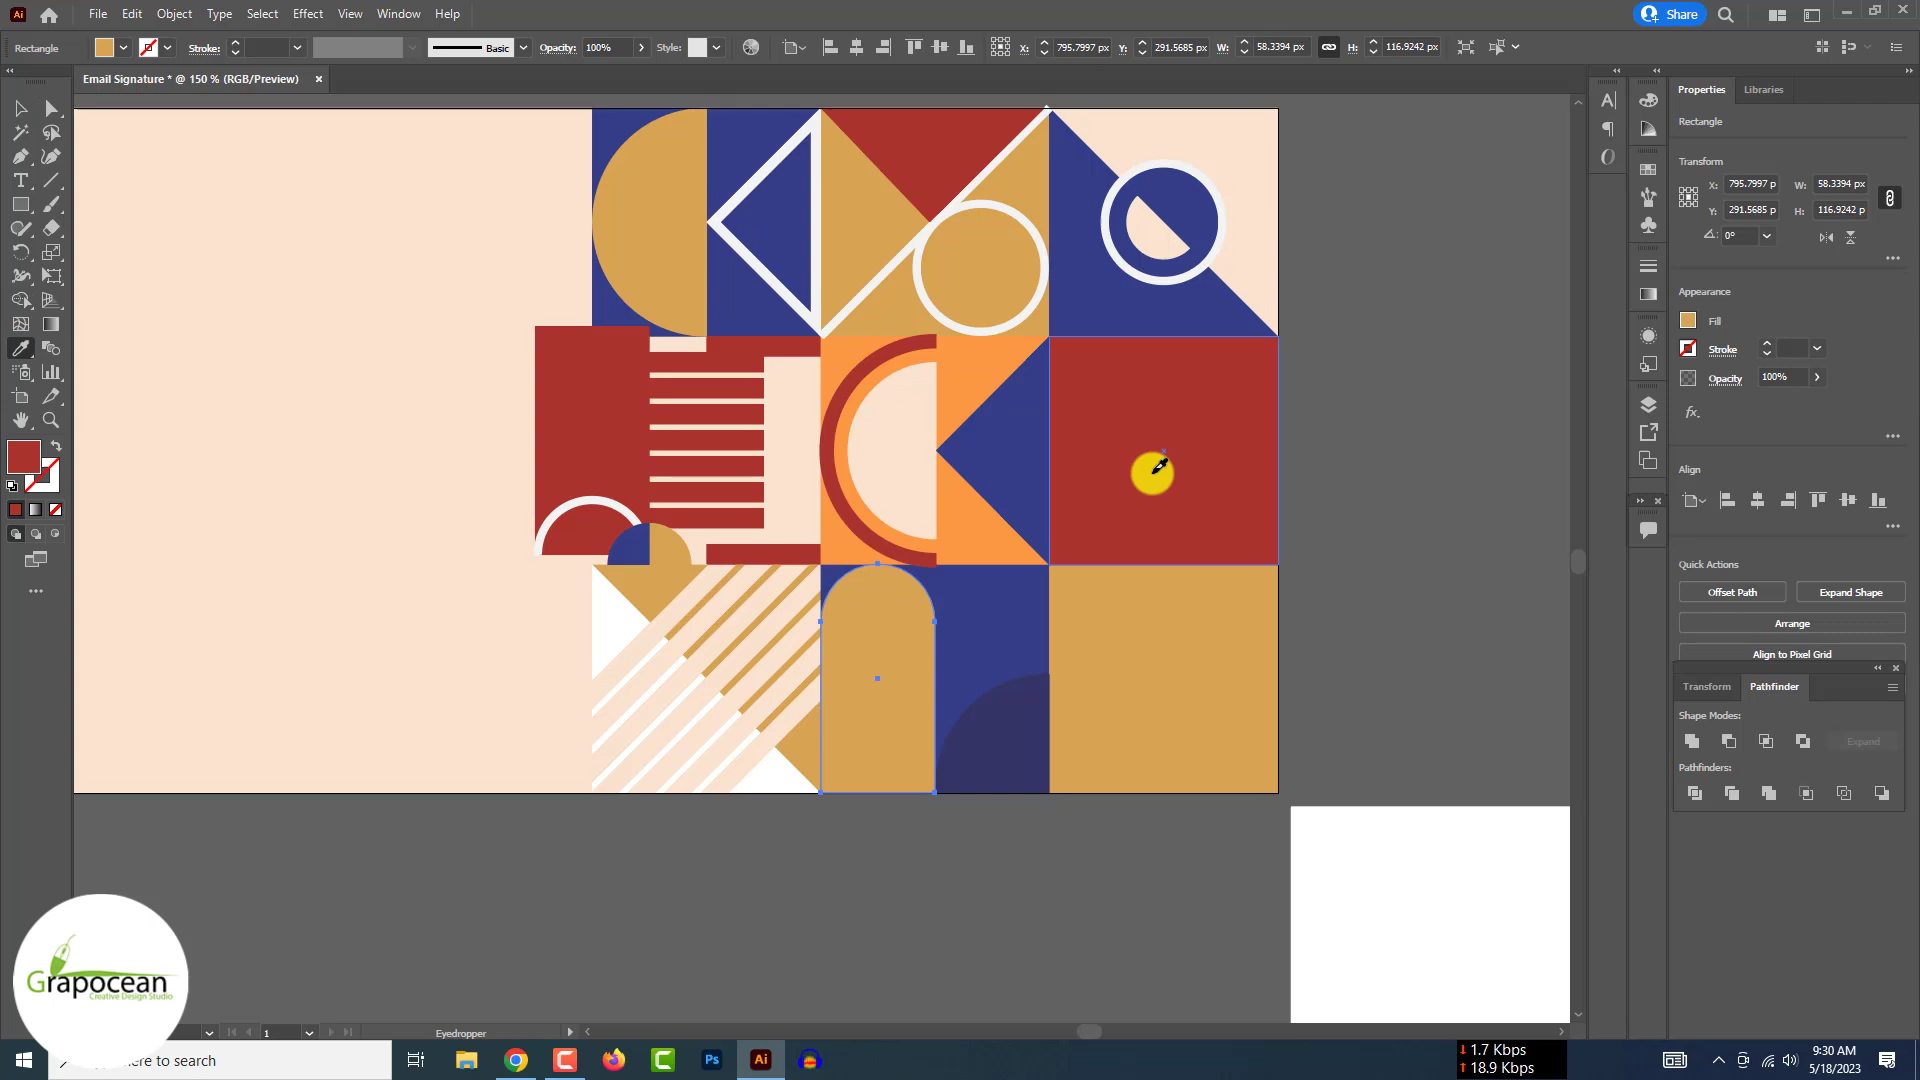 Ai File Edit Object Type Select Effect View Window Help Share
Rectangle Stroke: Basic Opacity: 100% Style: X: 795.7997 px Y: 291.5685 px W: 58.3394 px H: 116.9242 px
Email Signature * @ 150 % (RGB/Preview) ×
Properties Libraries
Rectangle
Transform
X: 795.7997 p W: 58.3394 px
Y: 291.5685 p H: 116.9242 p
0°
Appearance
Fill
Stroke
Opacity 100%
fx.
Align
Quick Actions
Offset Path Expand Shape
Arrange
Align to Pixel Grid
Transform Pathfinder
Shape Modes:
Expand
Pathfinders:
Grapocean
Creative Design Studio
1 Eyedropper
here to search
Ps Ai
1.7 Kbps
18.9 Kbps
9:30 AM
5/18/2023